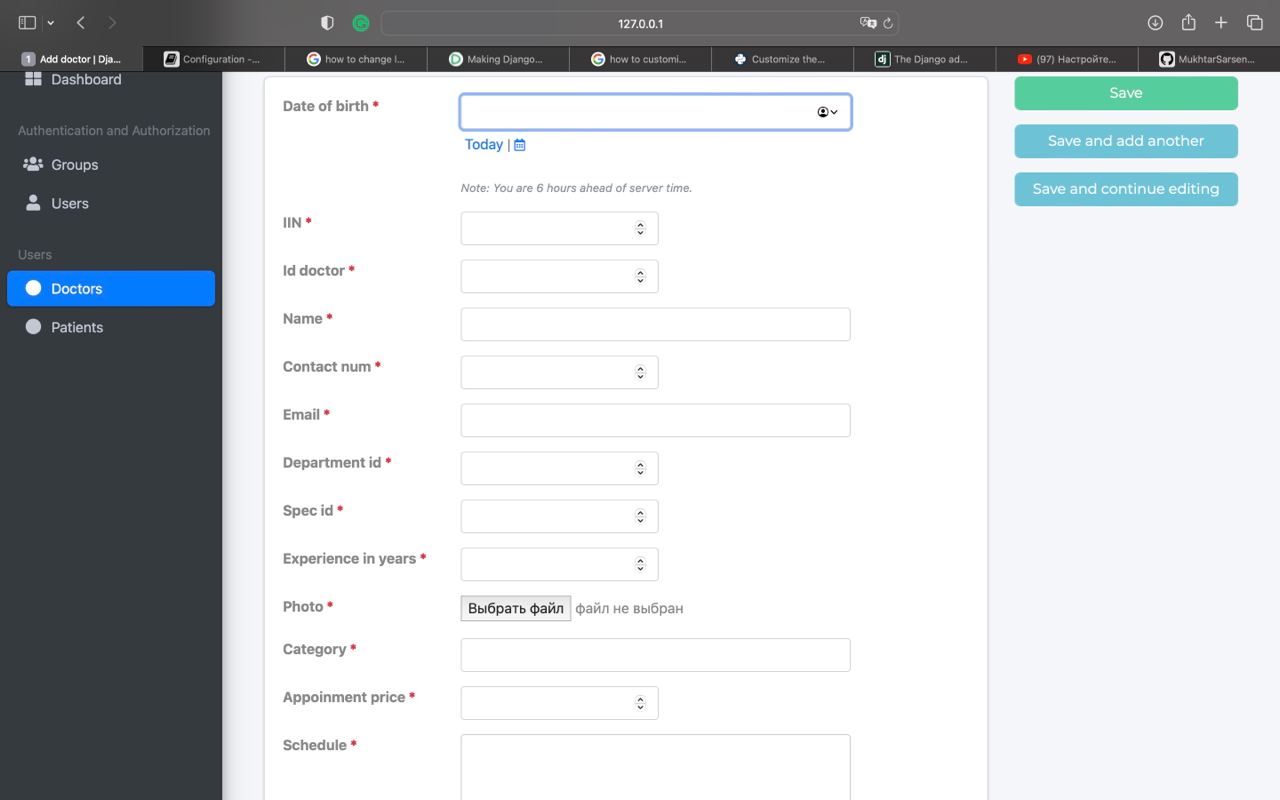 127.0.0.1
1 Add doctor | Dja...
Configuration –...
how to change l...
Making Django...
how to customi...
Customize the...
dj The Django ad...
(97) Настройте...
MukhtarSarsen...
Dashboard
Authentication and Authorization
Groups
Users
Users
Doctors
Patients
Date of birth *
Today |
Note: You are 6 hours ahead of server time.
IIN *
Id doctor *
Name *
Contact num *
Email *
Department id *
Spec id *
Experience in years *
Photo * Выбрать файл файл не выбран
Category *
Appoinment price *
Schedule *
Save
Save and add another
Save and continue editing